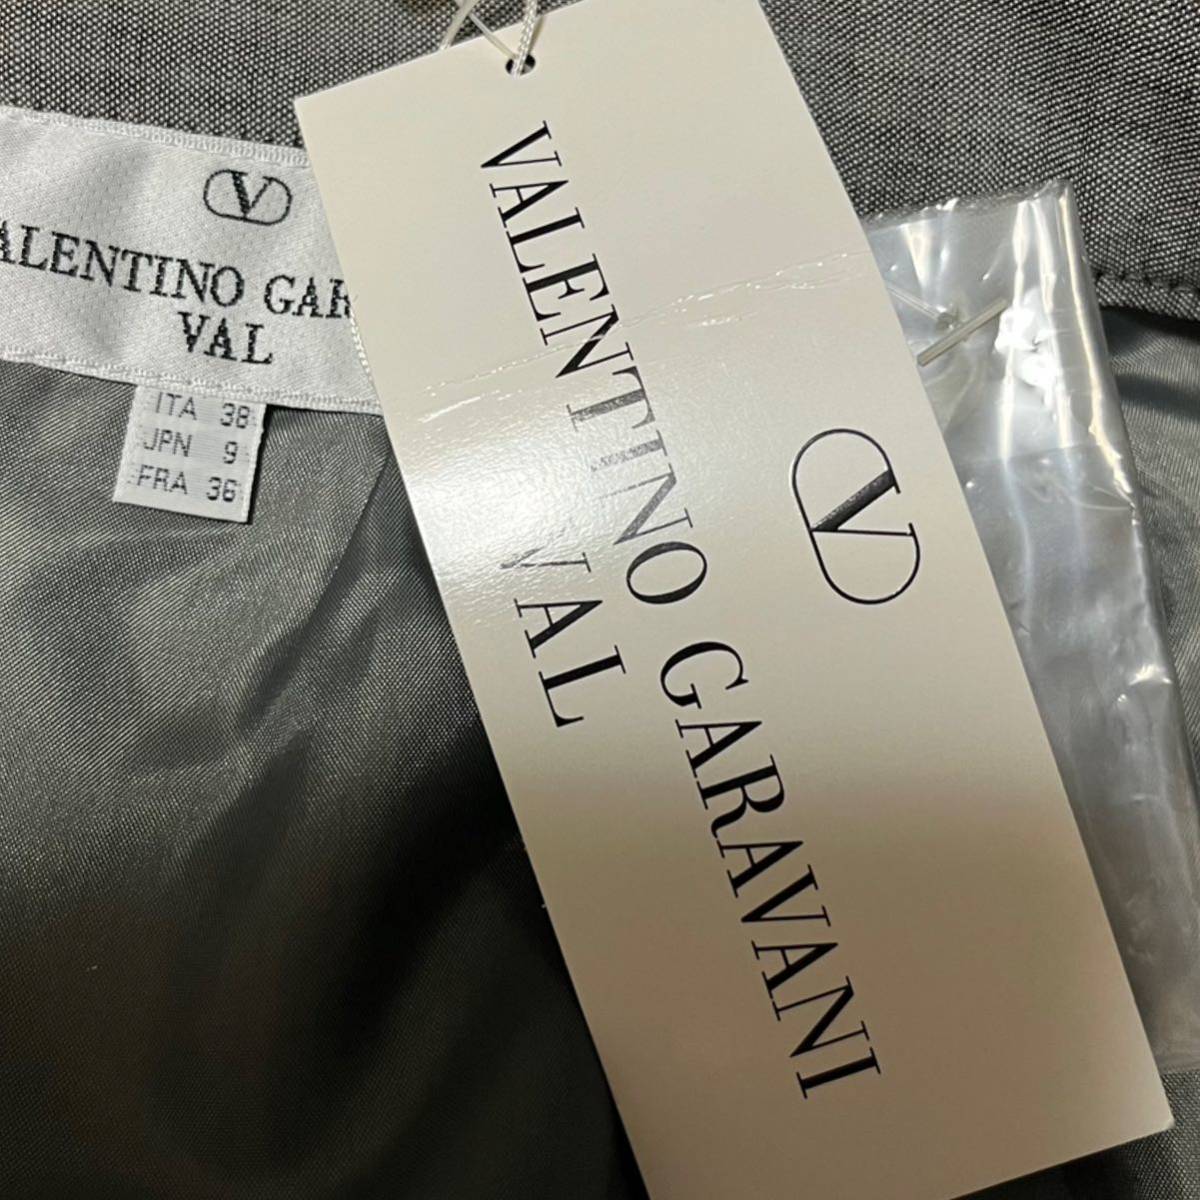 V
ALENTINO GAR
VAL
ITA 38
JPN 9
FRA 36
V
VALENTINO GARAVANI
VAL